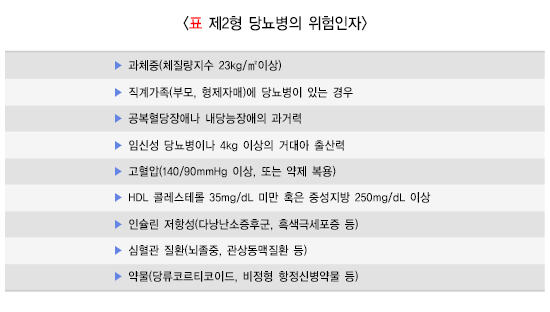 <표 제2형 당뇨병의 위험인자>
▶ 과체중(체질량지수 23kg/㎡이상)
▶ 직계가족(부모, 형제자매)에 당뇨병이 있는 경우
▶ 공복혈당장애나 내당능장애의 과거력
▶ 임신성 당뇨병이나 4kg 이상의 거대아 출산력
▶ 고혈압(140/90mmHg 이상, 또는 약제 복용)
▶ HDL 콜레스테롤 35mg/dL 미만 혹은 중성지방 250mg/dL 이상
▶ 인슐린 저항성(다낭난소증후군, 흑색극세포증 등)
▶ 심혈관 질환(뇌졸중, 관상동맥질환 등)
▶ 약물(당류코르티코이드, 비정형 항정신병약물 등)